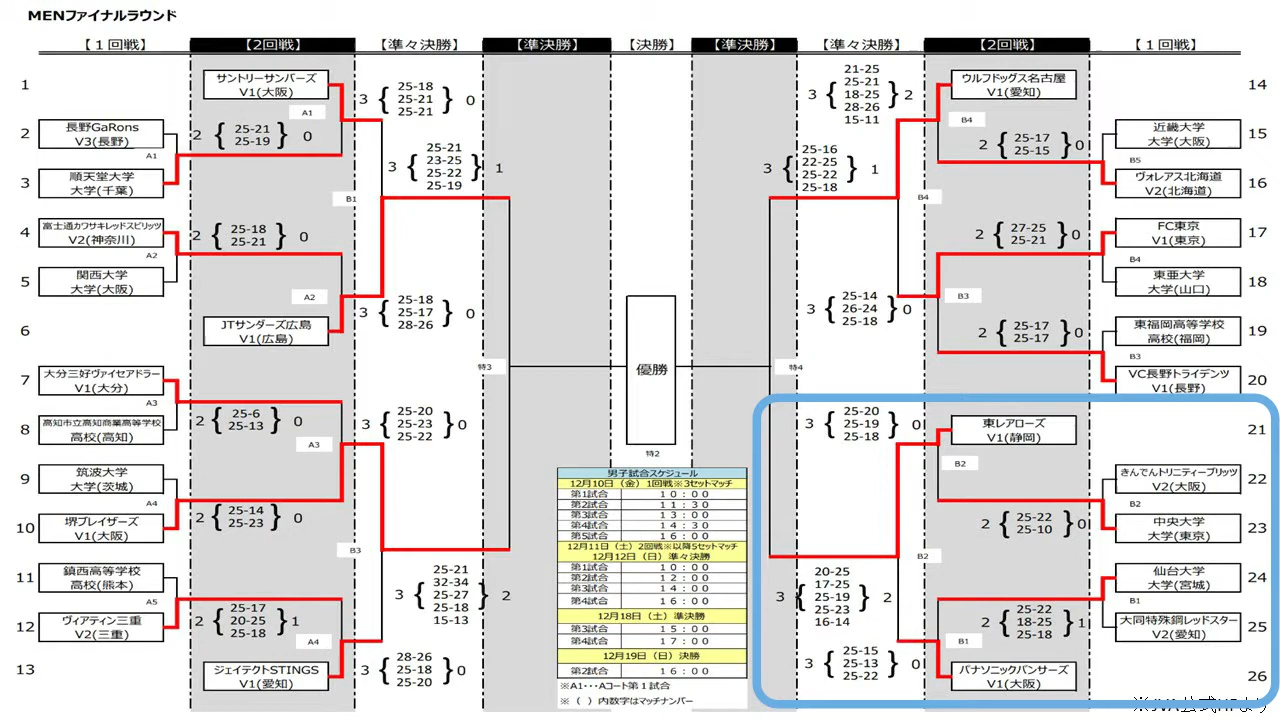 MENファイナルラウンド
【１回戦】 【2回戦】 【準々決勝】 【準決勝】 【決勝】 【準決勝】 【準々決勝】 【2回戦】 【１回戦】
1
サントリーサンバーズ
V1(大阪)
A1
2
長野GaRons
V3(長野)
A1
3
順天堂大学
大学(千葉)
2 { 25-21 } 0
25-19
3 { 25-18 } 0
25-21
25-21
B1
4
富士通カワサキレッドスピリッツ
V2(神奈川)
A2
5
関西大学
大学(大阪)
2 { 25-18 } 0
25-21
A2
6
JTサンダーズ広島
V1(広島)
3 { 25-18 } 0
25-17
28-26
3 { 25-21 } 1
23-25
25-22
25-19
特3
7
大分三好ヴァイセアドラー
V1(大分)
A3
8
高知市立高知商業高等学校
高校(高知)
2 { 25-6 } 0
25-13
A3
9
筑波大学
大学(茨城)
A4
10
堺ブレイザーズ
V1(大阪)
2 { 25-14 } 0
25-23
3 { 25-20 } 0
25-23
25-22
B3
11
鎮西高等学校
高校(熊本)
A5
12
ヴィアティン三重
V2(三重)
2 { 25-17 } 1
20-25
25-18
A4
13
ジェイテクトSTINGS
V1(愛知)
3 { 28-26 } 0
25-18
25-20
3 { 25-21 } 2
32-34
25-27
25-18
15-13
優勝
特2
男子試合スケジュール
12月10日（金）1回戦※3セットマッチ
第1試合 10：00
第2試合 11：30
第3試合 13：00
第4試合 14：30
第5試合 16：00
12月11日（土）2回戦※以降5セットマッチ
12月12日（日）準々決勝
第1試合 10：00
第2試合 12：00
第3試合 14：00
第4試合 16：00
12月18日（土）準決勝
第3試合 15：00
第4試合 17：00
12月19日（日）決勝
第2試合 16：00
※A1・・・Aコート第１試合
※（ ）内数字はマッチナンバー
14
ウルフドッグス名古屋
V1(愛知)
B4
15
近畿大学
大学(大阪)
B5
16
ヴォレアス北海道
V2(北海道)
2 { 25-17 } 0
25-15
3 { 21-25 } 2
25-21
18-25
28-26
15-11
B4
17
FC東京
V1(東京)
B4
18
東亜大学
大学(山口)
2 { 27-25 } 0
25-21
B3
19
東福岡高等学校
高校(福岡)
B3
20
VC長野トライデンツ
V1(長野)
2 { 25-17 } 0
25-17
3 { 25-14 } 0
26-24
25-18
3 { 25-16 } 1
22-25
25-22
25-18
特4
21
東レアローズ
V1(静岡)
B2
22
きんでんトリニティーブリッツ
V2(大阪)
B2
23
中央大学
大学(東京)
2 { 25-22 } 0
25-10
3 { 25-20 } 0
25-19
25-18
B2
24
仙台大学
大学(宮城)
B1
25
大同特殊鋼レッドスター
V2(愛知)
2 { 25-22 } 1
18-25
25-18
B1
26
パナソニックパンサーズ
V1(大阪)
3 { 25-15 } 0
25-13
25-22
3 { 20-25 } 2
17-25
25-19
25-23
16-14
※JVA公式HPより